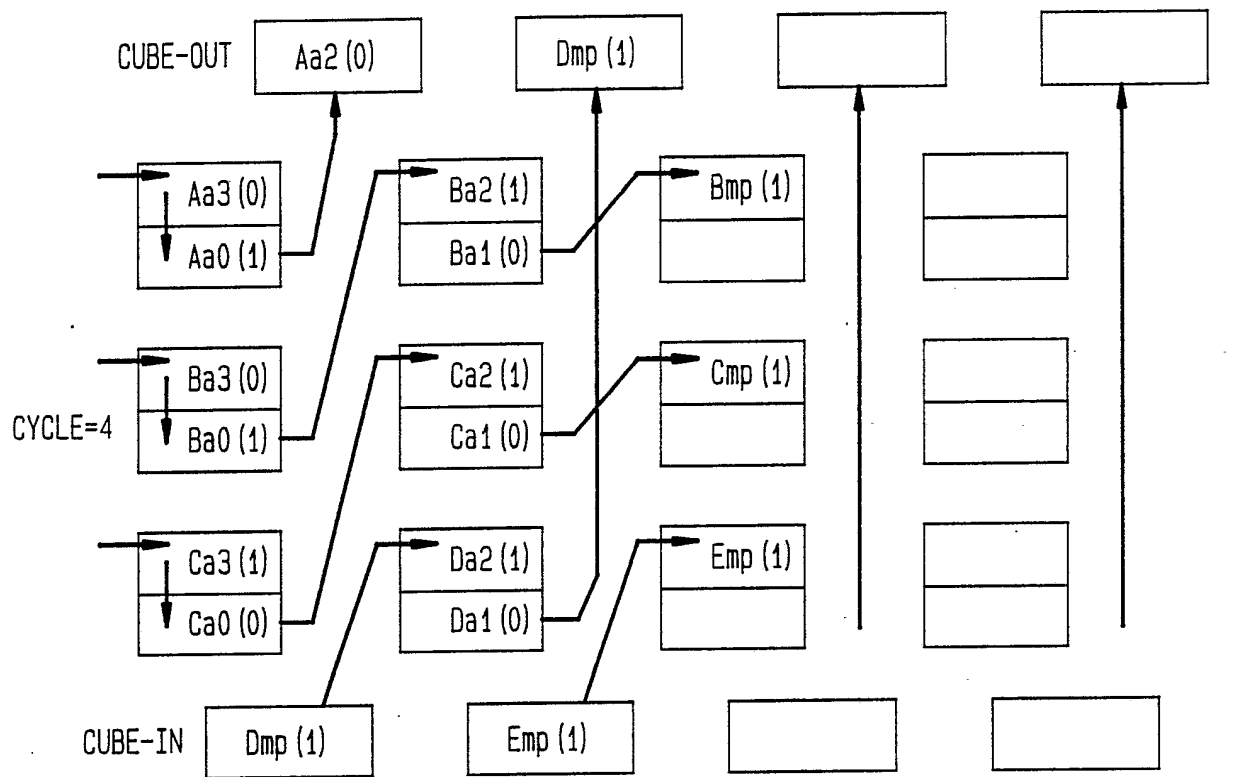 CUBE-OUT Aa2(0) Dmp(1)
Aa3(0) Ba2(1) Bmp(1)
Aa0(1) Ba1(0)
Ba3(0) Ca2(1) Cmp(1)
CYCLE=4 Ba0(1) Ca1(0)
Ca3(1) Da2(1) Emp(1)
Ca0(0) Da1(0)
CUBE-IN Dmp(1) Emp(1)